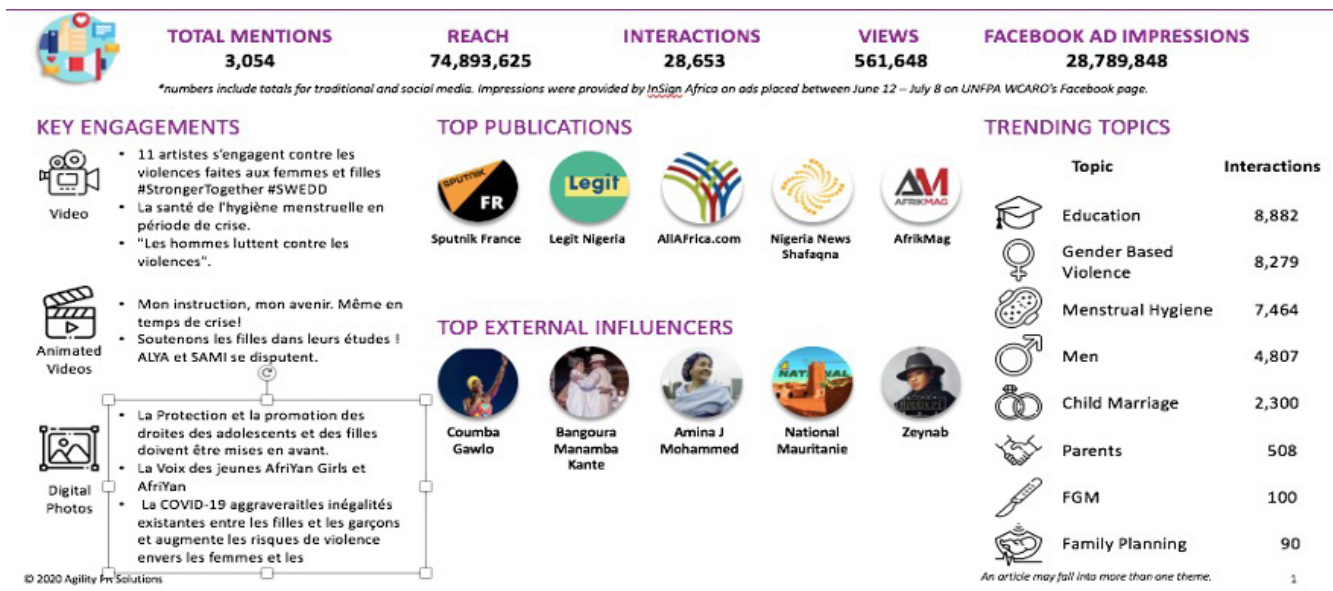 TOTAL MENTIONS
3,054
REACH
74,893,625
INTERACTIONS
28,653
VIEWS
561,648
FACEBOOK AD IMPRESSIONS
28,789,848
*numbers include totals for traditional and social media. Impressions were provided by InSign Africa on ads placed between June 12 – July 8 on UNFPA WCARO's Facebook page.
KEY ENGAGEMENTS
Video
• 11 artistes s'engagent contre les
violences faites aux femmes et filles
#StrongerTogether #SWEDD
• La santé de l'hygiène menstruelle en
période de crise.
• "Les hommes luttent contre les
violences".
Animated
Videos
• Mon instruction, mon avenir. Même en
temps de crise!
• Soutenons les filles dans leurs études !
ALYA et SAMI se disputent.
Digital
Photos
• La Protection et la promotion des
droites des adolescents et des filles
doivent être mises en avant.
• La Voix des jeunes AfriYan Girls et
AfriYan
• La COVID-19 aggraveraitles inégalités
existantes entre les filles et les garçons
et augmente les risques de violence
envers les femmes et les
TOP PUBLICATIONS
SPUTNIK
FR
Sputnik France
Legit
Legit Nigeria
AllAFrica.com
Nigeria News
Shafaqna
AM
AFRIKMAG
AfrikMag
TOP EXTERNAL INFLUENCERS
Coumba
Gawlo
Bangoura
Manamba
Kante
Amina J
Mohammed
NATIONAL
National
Mauritanie
Zeynab
TRENDING TOPICS
Topic Interactions
Education 8,882
Gender Based
Violence 8,279
Menstrual Hygiene 7,464
Men 4,807
Child Marriage 2,300
Parents 508
FGM 100
Family Planning 90
An article may fall into more than one theme.
© 2020 Agility PR Solutions
1